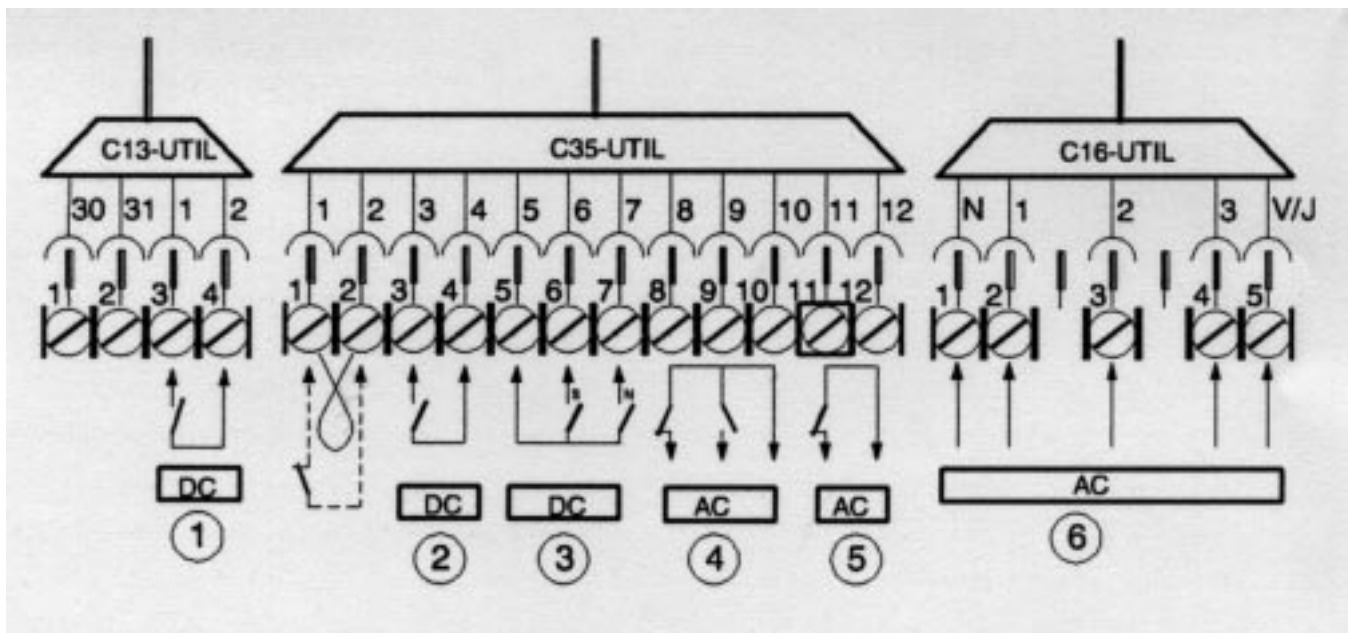 C13-UTIL C35-UTIL C16-UTIL
30 31 1 2 1 2 3 4 5 6 7 8 9 10 11 12 N 1 2 3 V/J
1 2 3 4 1 2 3 4 5 6 7 8 9 10 11 12 1 2 3 4 5
S N
DC DC DC AC AC AC
1 2 3 4 5 6